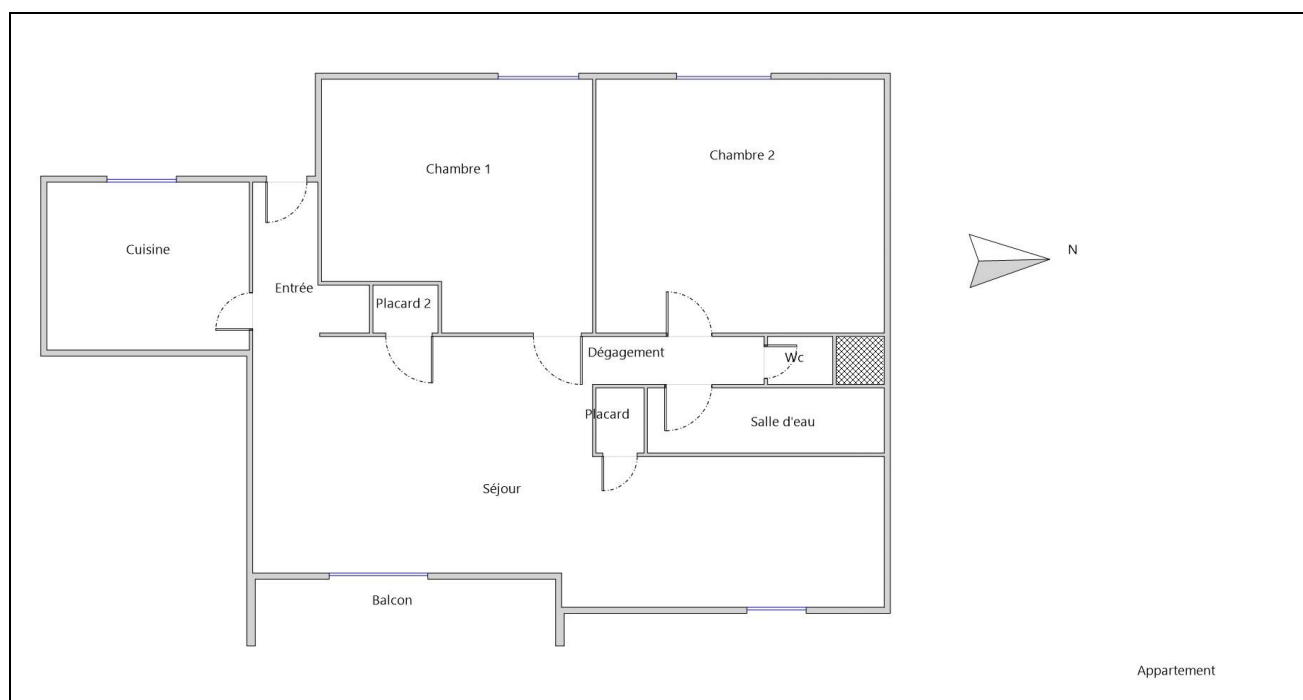 Chambre 2
Chambre 1
Cuisine
N
Entrée
Placard 2
Dégagement
Wc
Placard
Salle d'eau
Séjour
Balcon
Appartement